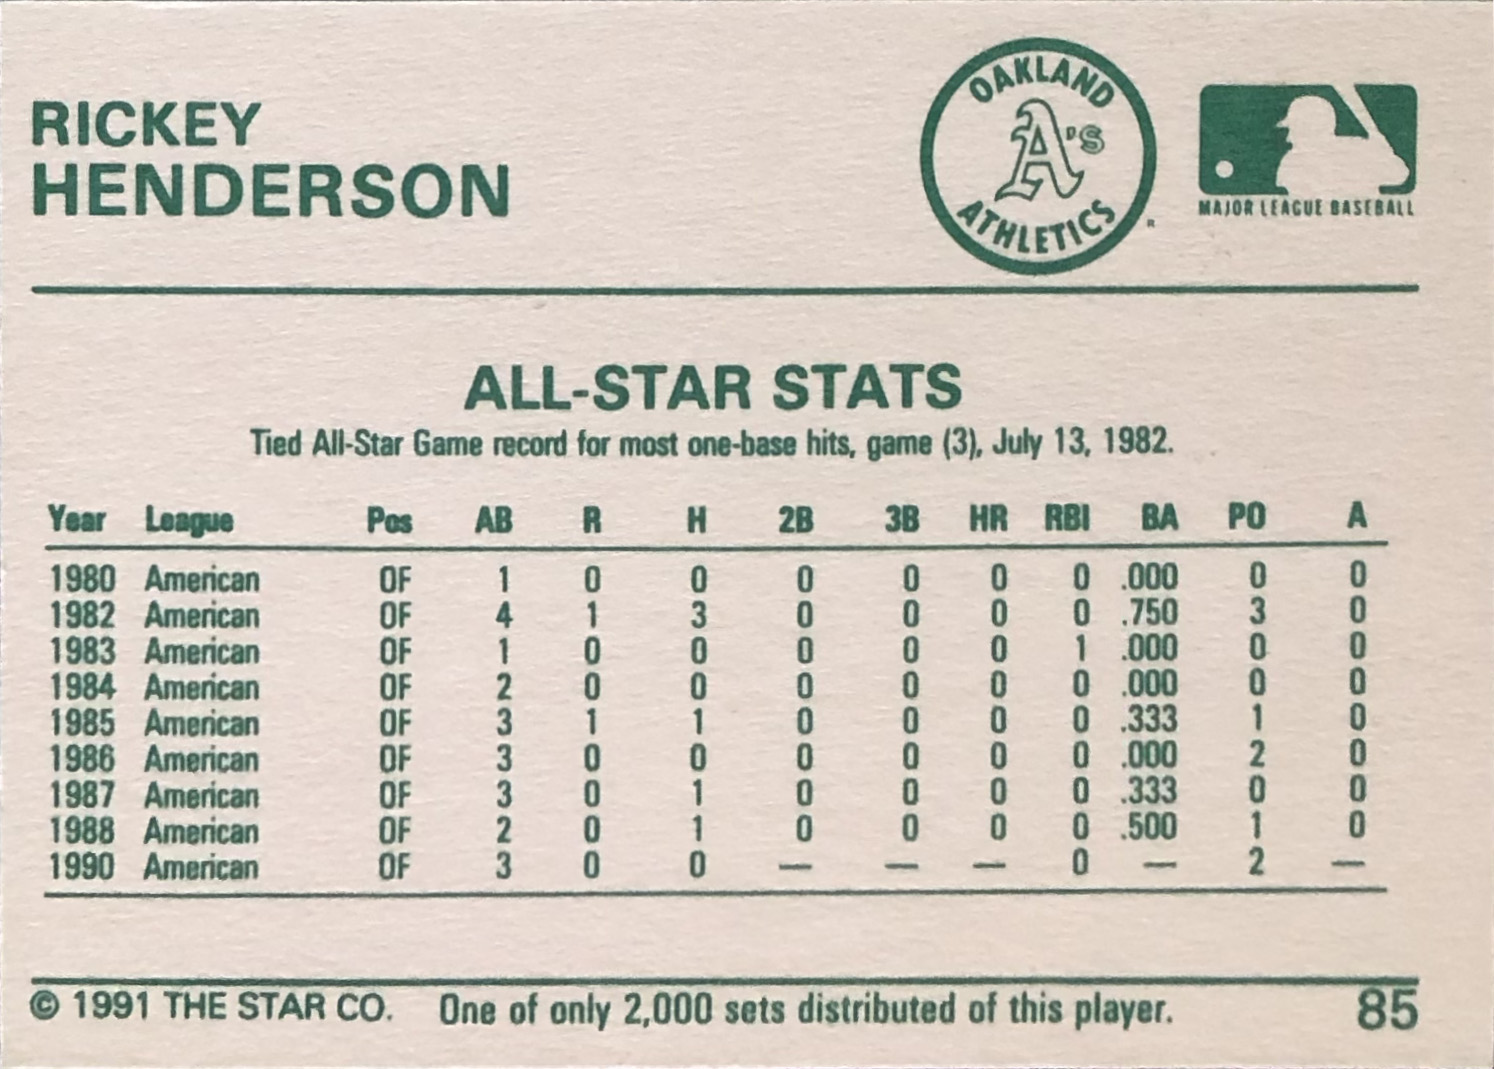 RICKEY
HENDERSON
OAKLAND
A's
ATHLETICS
MAJOR LEAGUE BASEBALL
ALL-STAR STATS
Tied All-Star Game record for most one-base hits, game (3), July 13, 1982.
Year League Pos AB R H 2B 3B HR RBI BA PO A
1980 American OF 1 0 0 0 0 0 0 .000 0 0
1982 American OF 4 1 3 0 0 0 0 .750 3 0
1983 American OF 1 0 0 0 0 0 1 .000 0 0
1984 American OF 2 0 0 0 0 0 0 .000 0 0
1985 American OF 3 1 1 0 0 0 0 .333 1 0
1986 American OF 3 0 0 0 0 0 0 .000 2 0
1987 American OF 3 0 1 0 0 0 0 .333 0 0
1988 American OF 2 0 1 0 0 0 0 .500 1 0
1990 American OF 3 0 0 — — — 0 — 2 —
© 1991 THE STAR CO. One of only 2,000 sets distributed of this player. 85